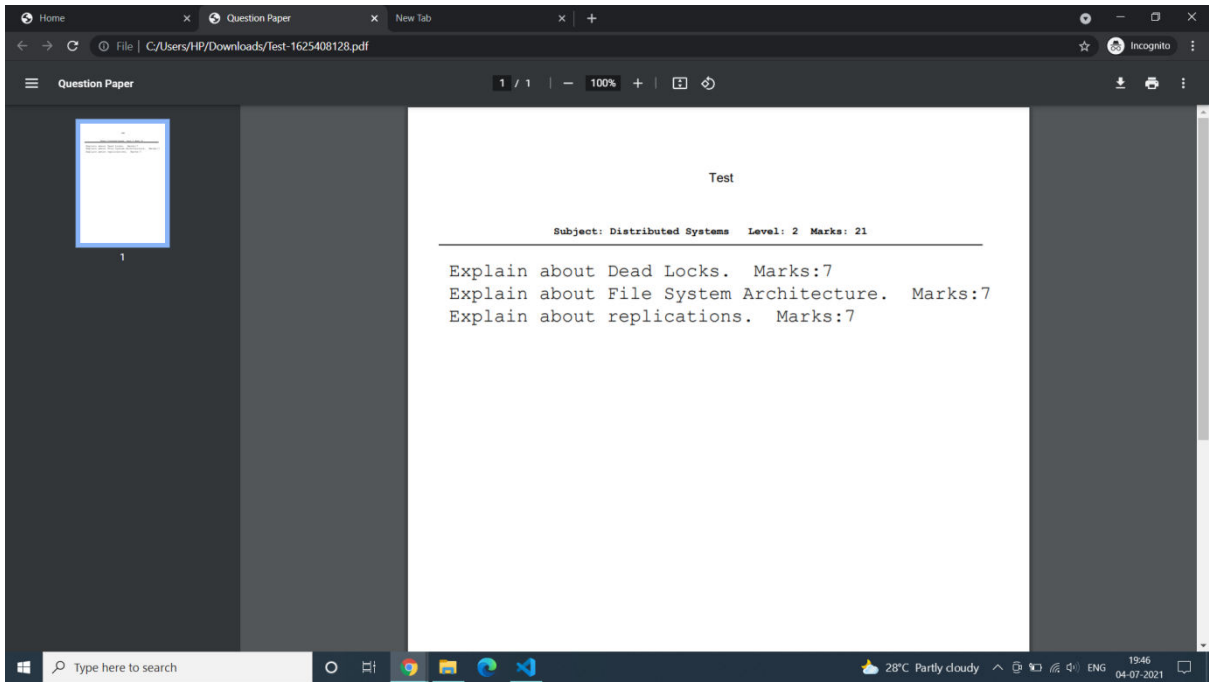 Home
Question Paper
New Tab
File | C:/Users/HP/Downloads/Test-1625408128.pdf
Incognito
Question Paper
1 / 1
100%
1
Test
Subject: Distributed Systems Level: 2 Marks: 21
Explain about Dead Locks. Marks:7
Explain about File System Architecture. Marks:7
Explain about replications. Marks:7
Type here to search
28°C Partly cloudy
ENG
19:46
04-07-2021